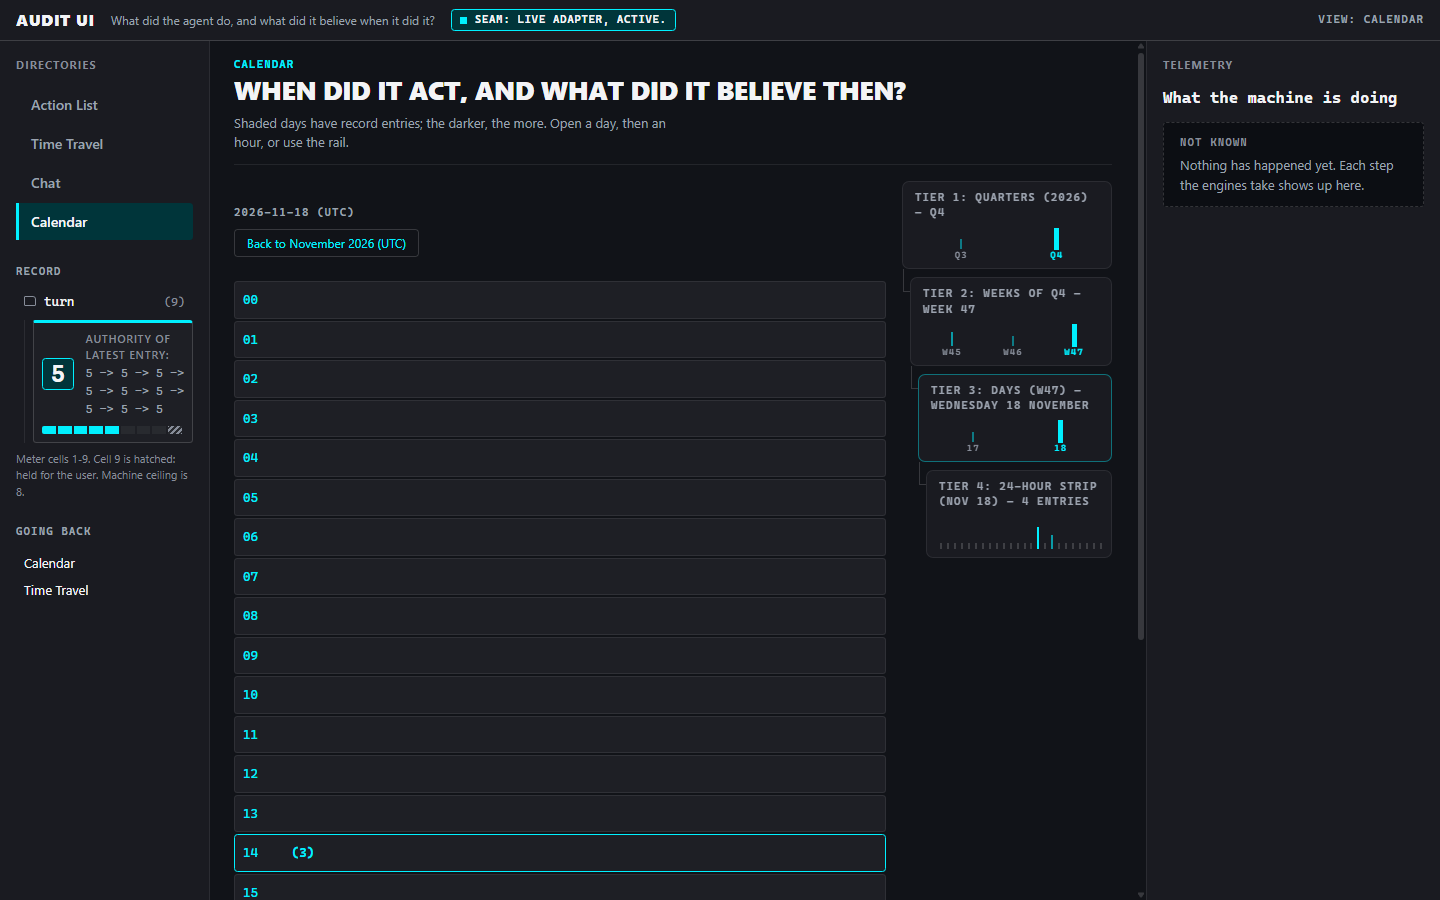 AUDIT UI
What did the agent do, and what did it believe when it did it?
SEAM: LIVE ADAPTER, ACTIVE.
VIEW: CALENDAR
DIRECTORIES
Action List
Time Travel
Chat
Calendar
RECORD
turn (9)
5
AUTHORITY OF
LATEST ENTRY:
5 -> 5 -> 5 ->
5 -> 5 -> 5 ->
5 -> 5 -> 5
Meter cells 1-9. Cell 9 is hatched:
held for the user. Machine ceiling is
8.
GOING BACK
Calendar
Time Travel
CALENDAR
WHEN DID IT ACT, AND WHAT DID IT BELIEVE THEN?
Shaded days have record entries; the darker, the more. Open a day, then an
hour, or use the rail.
2026-11-18 (UTC)
Back to November 2026 (UTC)
00
01
02
03
04
05
06
07
08
09
10
11
12
13
14 (3)
15
TIER 1: QUARTERS (2026)
— Q4
Q3 Q4
TIER 2: WEEKS OF Q4 —
WEEK 47
W45 W46 W47
TIER 3: DAYS (W47) —
WEDNESDAY 18 NOVEMBER
17 18
TIER 4: 24-HOUR STRIP
(NOV 18) — 4 ENTRIES
TELEMETRY
What the machine is doing
NOT KNOWN
Nothing has happened yet. Each step
the engines take shows up here.